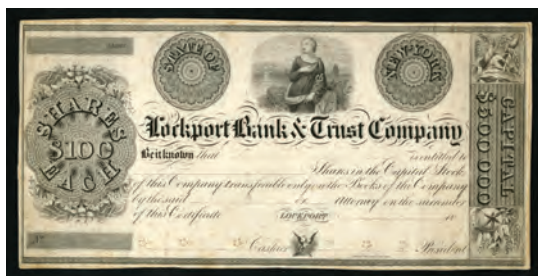 SHARES
$100
EACH
STATE OF
NEW-YORK
CAPITAL
$500000
Lockport Bank & Trust Company
Be it known that is entitled to
Shares in the Capital Stock
of this Company transferable only on the Books of the Company
by the said or Attorney on the surrender
of this Certificate LOCKPORT
Cashier President